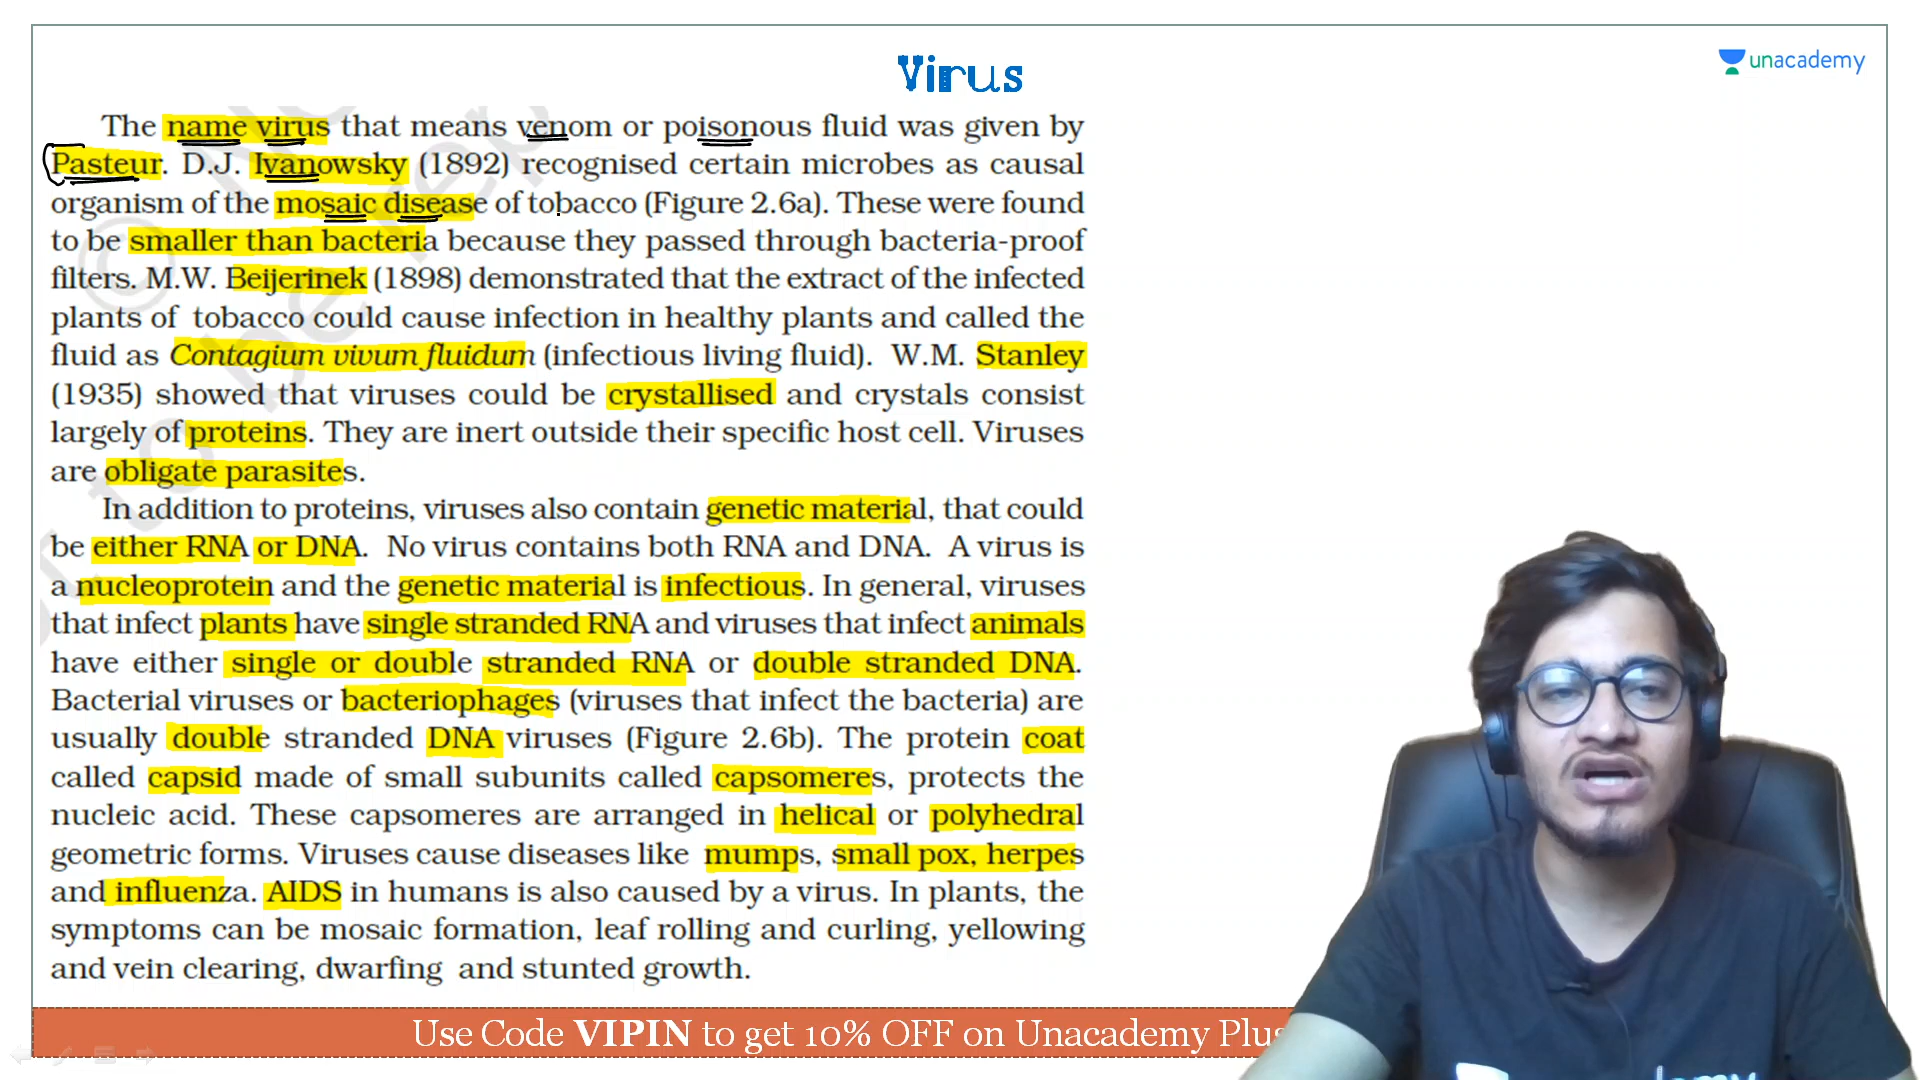 Virus
unacademy
The name virus that means venom or poisonous fluid was given by
Pasteur. D.J. Ivanowsky (1892) recognised certain microbes as causal
organism of the mosaic disease of tobacco (Figure 2.6a). These were found
to be smaller than bacteria because they passed through bacteria-proof
filters. M.W. Beijerinek (1898) demonstrated that the extract of the infected
plants of tobacco could cause infection in healthy plants and called the
fluid as Contagium vivum fluidum (infectious living fluid). W.M. Stanley
(1935) showed that viruses could be crystallised and crystals consist
largely of proteins. They are inert outside their specific host cell. Viruses
are obligate parasites.
In addition to proteins, viruses also contain genetic material, that could
be either RNA or DNA. No virus contains both RNA and DNA. A virus is
a nucleoprotein and the genetic material is infectious. In general, viruses
that infect plants have single stranded RNA and viruses that infect animals
have either single or double stranded RNA or double stranded DNA.
Bacterial viruses or bacteriophages (viruses that infect the bacteria) are
usually double stranded DNA viruses (Figure 2.6b). The protein coat
called capsid made of small subunits called capsomeres, protects the
nucleic acid. These capsomeres are arranged in helical or polyhedral
geometric forms. Viruses cause diseases like mumps, small pox, herpes
and influenza. AIDS in humans is also caused by a virus. In plants, the
symptoms can be mosaic formation, leaf rolling and curling, yellowing
and vein clearing, dwarfing and stunted growth.
Use Code VIPIN to get 10% OFF on Unacademy Plus